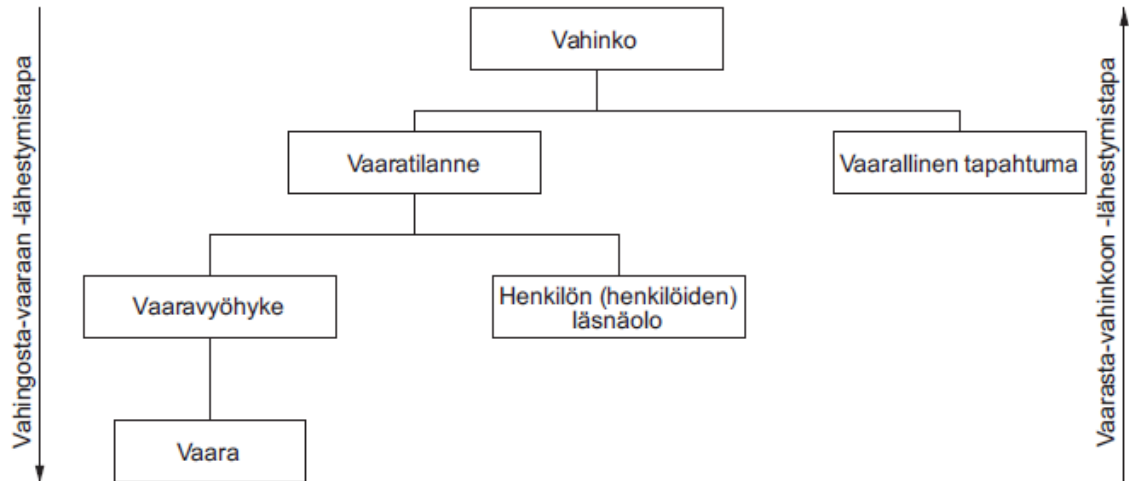 Vahinko
Vaaratilanne
Vaarallinen tapahtuma
Vaaravyöhyke
Henkilön (henkilöiden)
läsnäolo
Vaara
Vahingosta-vaaraan -lähestymistapa
Vaarasta-vahinkoon -lähestymistapa